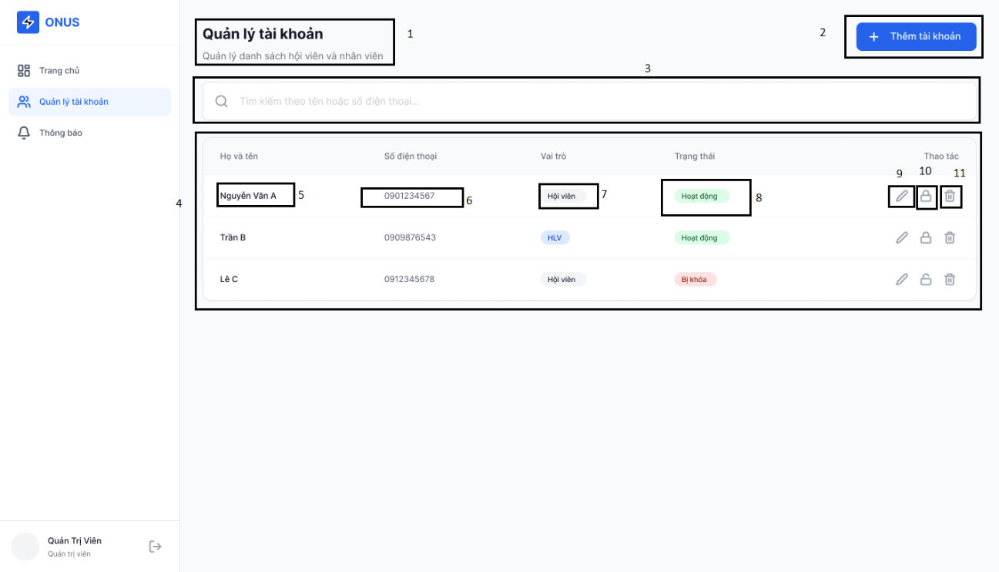 ONUS
Trang chủ
Quản lý tài khoản
Thông báo
Quản Trị Viên
Quản trị viên
Quản lý tài khoản
Quản lý danh sách hội viên và nhân viên
1
2
Thêm tài khoản
3
Tìm kiếm theo tên hoặc số điện thoại...
4
Họ và tên Số điện thoại Vai trò Trạng thái Thao tác
9 10 11
Nguyễn Văn A 5 0901234567 6 Hội viên 7 Hoạt động 8
Trần B 0909876543 HLV Hoạt động
Lê C 0912345678 Hội viên Bị khóa